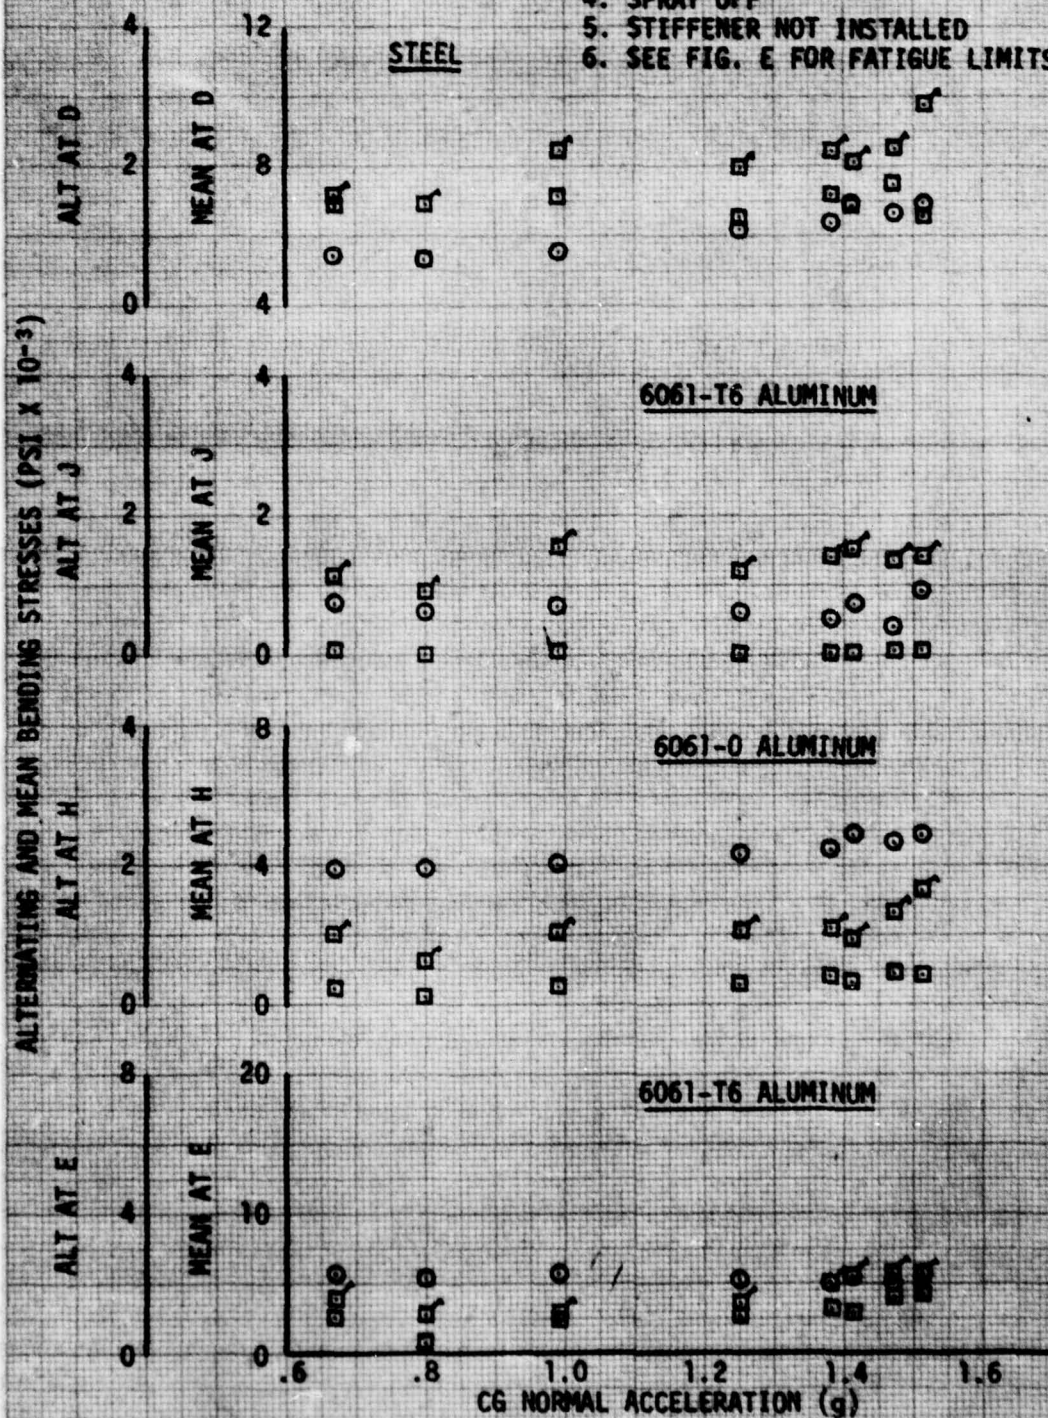 4. SPRAY OFF
5. STIFFENER NOT INSTALLED
6. SEE FIG. E FOR FATIGUE LIMITS
STEEL
4
2
0
ALT AT D
12
8
4
MEAN AT D
6061-T6 ALUMINUM
4
2
0
ALT AT J
4
2
0
MEAN AT J
ALTERNATING AND MEAN BENDING STRESSES (PSI X 10-3)
6061-0 ALUMINUM
4
2
0
ALT AT H
8
4
0
MEAN AT H
6061-T6 ALUMINUM
8
4
0
ALT AT E
20
10
0
MEAN AT E
.6 .8 1.0 1.2 1.4 1.6
CG NORMAL ACCELERATION (g)